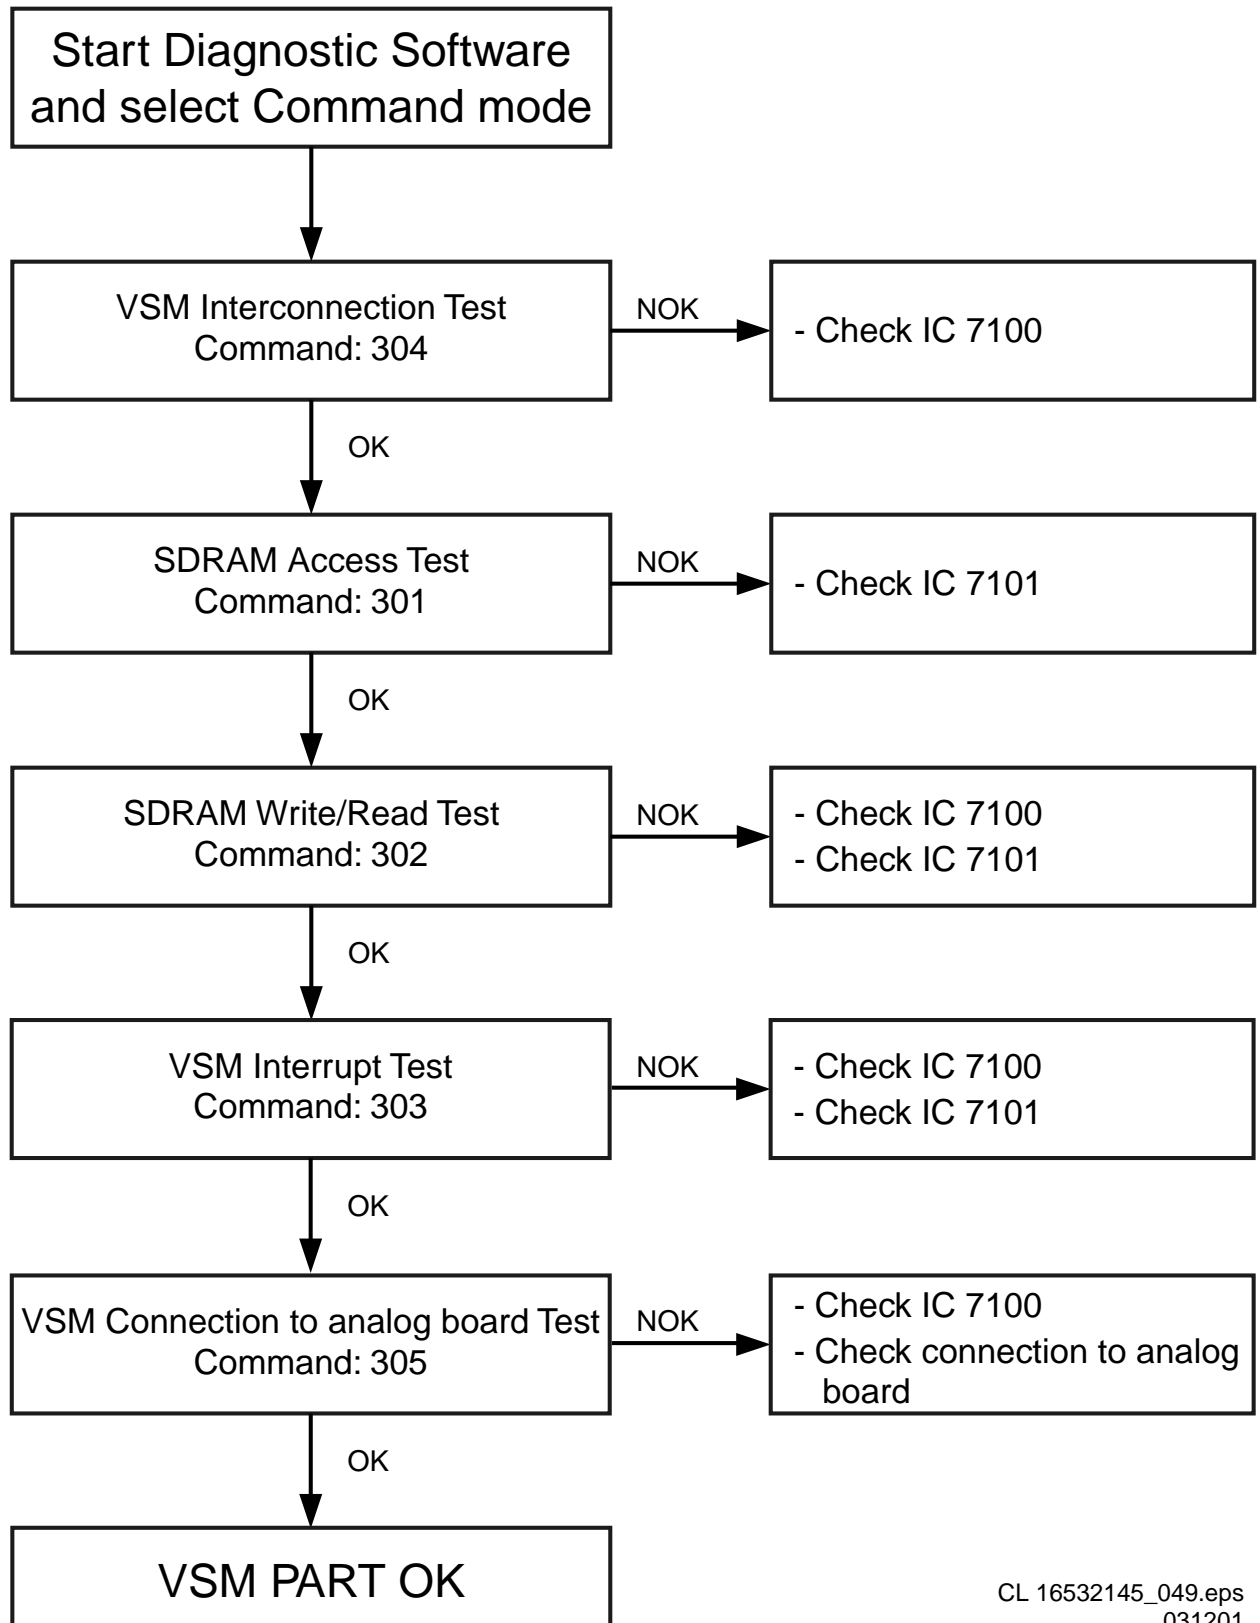 Start Diagnostic Software
and select Command mode
VSM Interconnection Test
Command: 304
NOK
- Check IC 7100
OK
SDRAM Access Test
Command: 301
NOK
- Check IC 7101
OK
SDRAM Write/Read Test
Command: 302
NOK
- Check IC 7100
- Check IC 7101
OK
VSM Interrupt Test
Command: 303
NOK
- Check IC 7100
- Check IC 7101
OK
VSM Connection to analog board Test
Command: 305
NOK
- Check IC 7100
- Check connection to analog
board
OK
VSM PART OK
CL 16532145_049.eps
031201